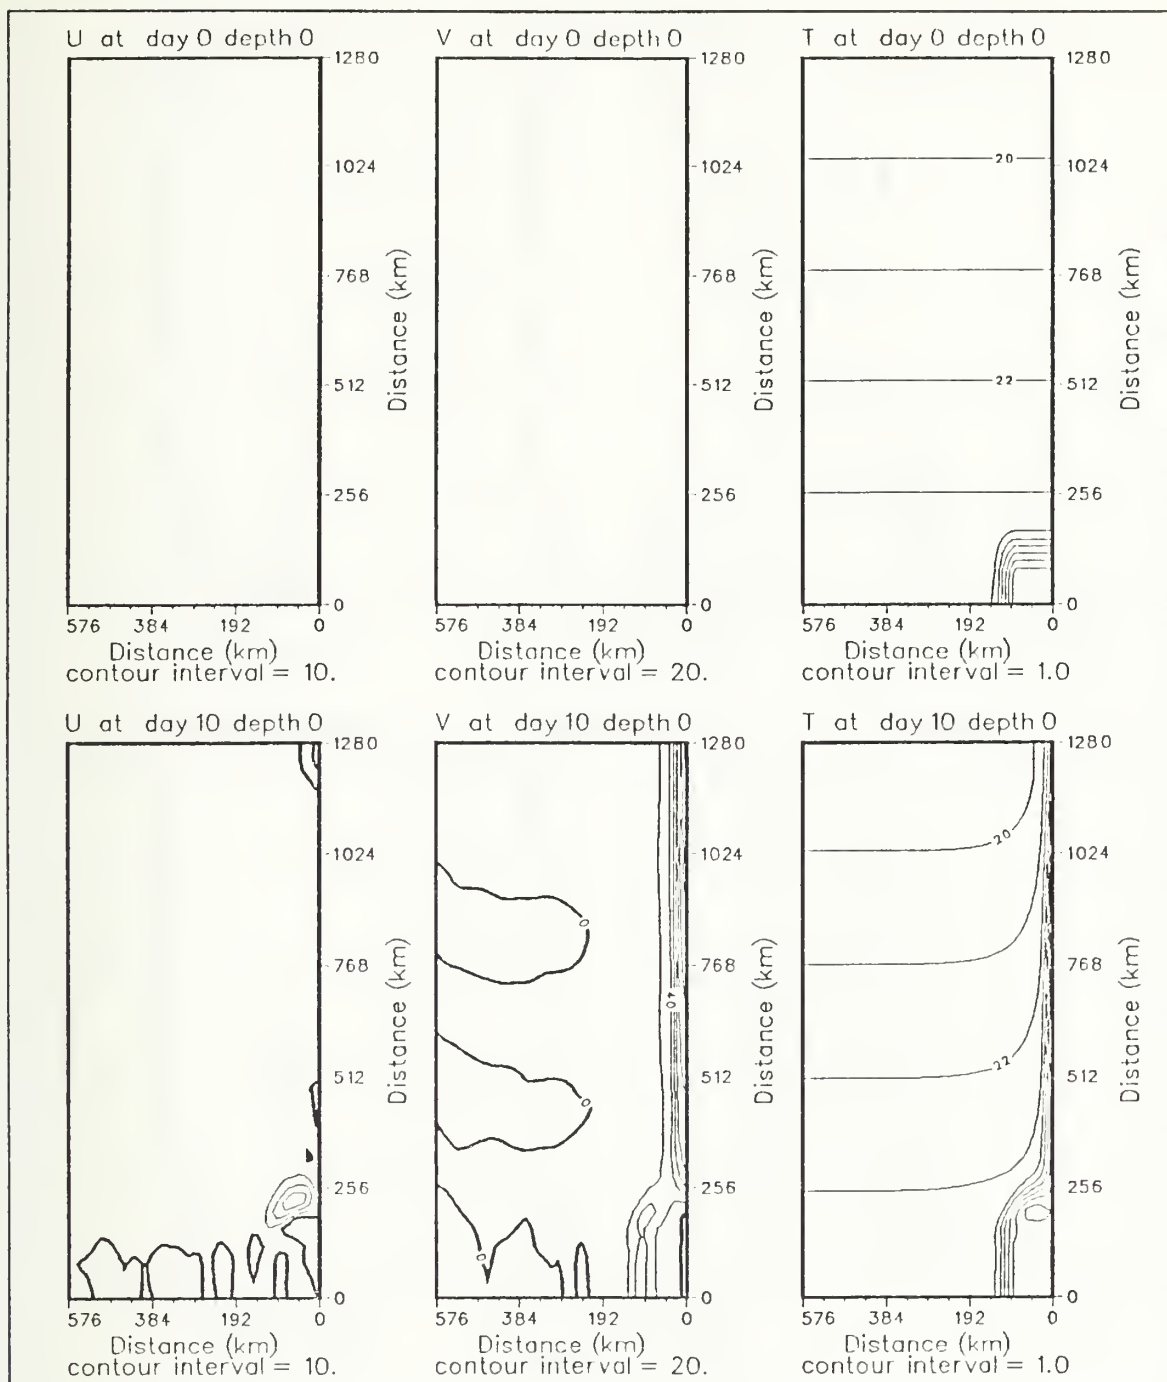 U at day 0 depth 0
V at day 0 depth 0
T at day 0 depth 0
1280
1024
768
512
256
0
Distance (km)
576 384 192 0
Distance (km)
contour interval = 10.
1280
1024
768
512
256
0
Distance (km)
576 384 192 0
Distance (km)
contour interval = 20.
20
22
1280
1024
768
512
256
0
Distance (km)
576 384 192 0
Distance (km)
contour interval = 1.0
U at day 10 depth 0
V at day 10 depth 0
T at day 10 depth 0
1280
1024
768
512
256
0
Distance (km)
576 384 192 0
Distance (km)
contour interval = 10.
0
40
0
0
1280
1024
768
512
256
0
Distance (km)
576 384 192 0
Distance (km)
contour interval = 20.
20
22
1280
1024
768
512
256
0
Distance (km)
576 384 192 0
Distance (km)
contour interval = 1.0